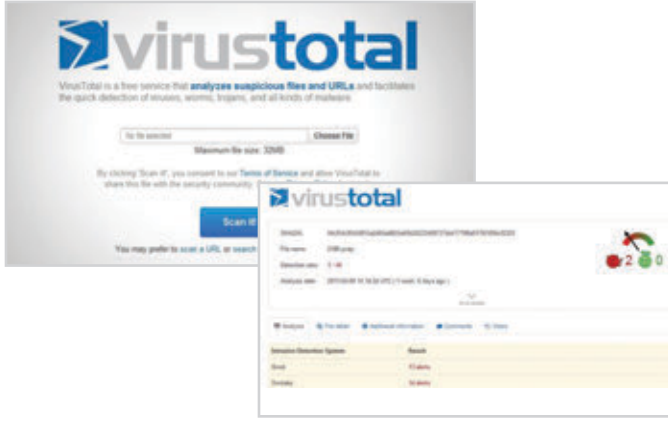 virustotal
VirusTotal is a free service that analyzes suspicious files and URLs and facilitates
the quick detection of viruses, worms, trojans, and all kinds of malware.
No file selected Choose File
Maximum file size: 32MB
By clicking 'Scan it!', you consent to our Terms of Service and allow VirusTotal to
share this file with the security community.
Scan it!
You may prefer to scan a URL or search
virustotal
SHA256:
File name:
Detection ratio:
Analysis date:
2 0
Analysis File detail Additional information Comments Votes
Intrusion Detection System Result
Snort alerts
Suricata alerts